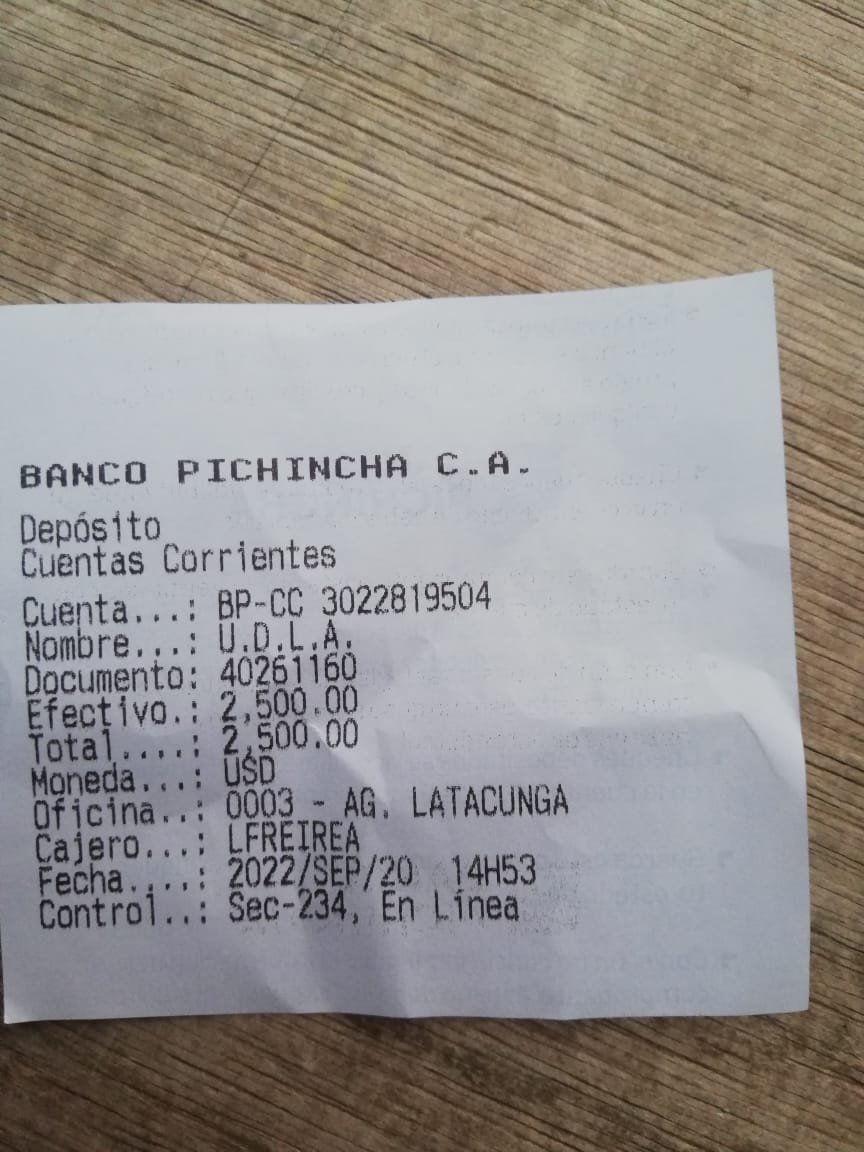 BANCO PICHINCHA C.A.
Depósito
Cuentas Corrientes
Cuenta...: BP-CC 3022819504
Nombre...: U.D.L.A.
Documento: 40261160
Efectivo.: 2,500.00
Total....: 2,500.00
Moneda...: USD
Oficina..: 0003 - AG. LATACUNGA
Cajero...: LFREIREA
Fecha....: 2022/SEP/20 14H53
Control..: Sec-234, En Línea